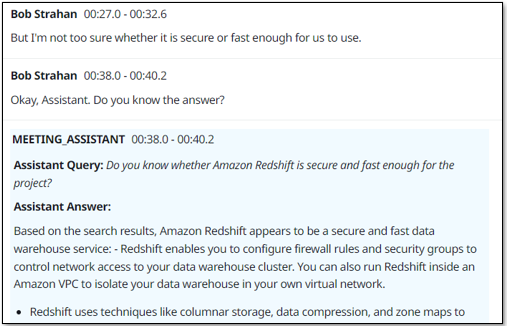 Bob Strahan 00:27.0 - 00:32.6
But I'm not too sure whether it is secure or fast enough for us to use.
Bob Strahan 00:38.0 - 00:40.2
Okay, Assistant. Do you know the answer?
MEETING_ASSISTANT 00:38.0 - 00:40.2
Assistant Query: Do you know whether Amazon Redshift is secure and fast enough for the
project?
Assistant Answer:
Based on the search results, Amazon Redshift appears to be a secure and fast data
warehouse service: - Redshift enables you to configure firewall rules and security groups to
control network access to your data warehouse cluster. You can also run Redshift inside an
Amazon VPC to isolate your data warehouse in your own virtual network.
• Redshift uses techniques like columnar storage, data compression, and zone maps to